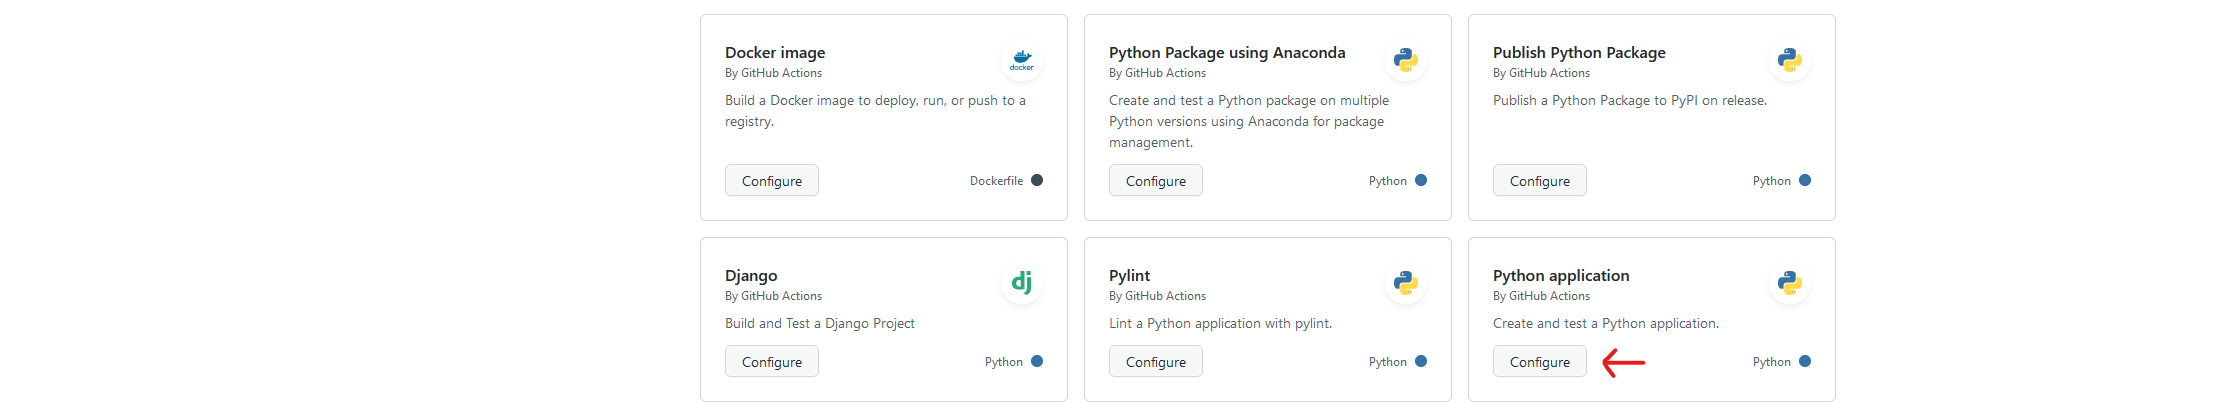 Docker image
By GitHub Actions
docker
Build a Docker image to deploy, run, or push to a
registry.
Configure
Dockerfile
Python Package using Anaconda
By GitHub Actions
Create and test a Python package on multiple
Python versions using Anaconda for package
management.
Configure
Python
Publish Python Package
By GitHub Actions
Publish a Python Package to PyPI on release.
Configure
Python
Django
By GitHub Actions
dj
Build and Test a Django Project
Configure
Python
Pylint
By GitHub Actions
Lint a Python application with pylint.
Configure
Python
Python application
By GitHub Actions
Create and test a Python application.
Configure
Python